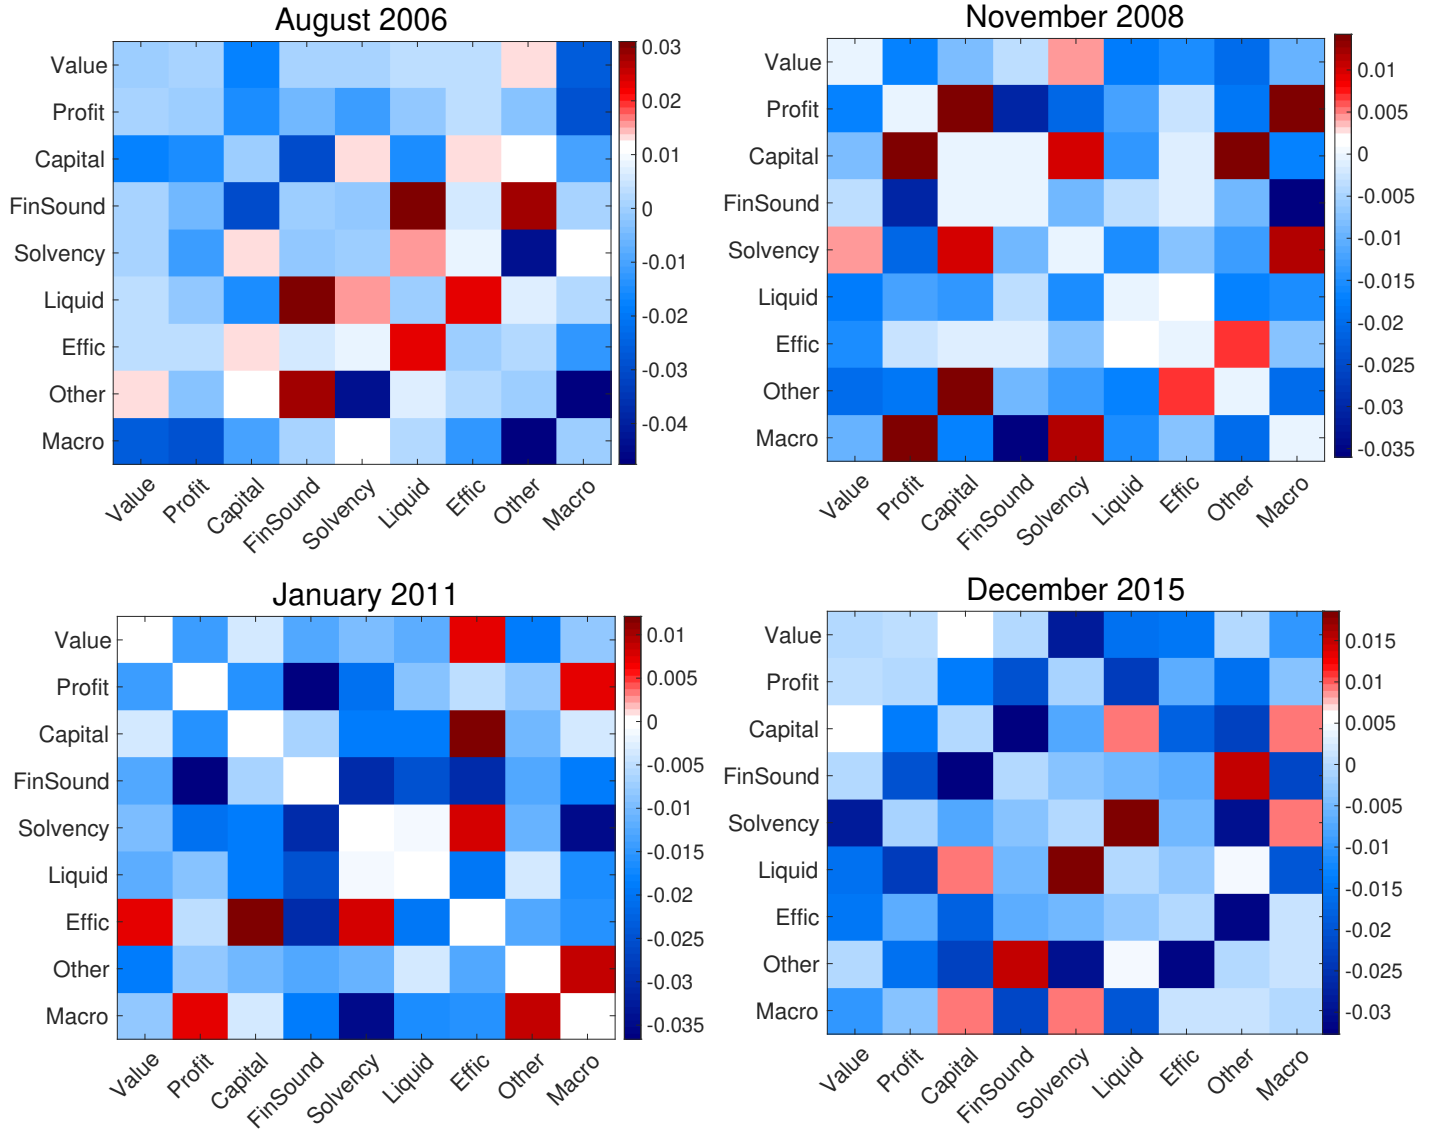 August 2006
Value
Profit
Capital
FinSound
Solvency
Liquid
Effic
Other
Macro
Value
Profit
Capital
FinSound
Solvency
Liquid
Effic
Other
Macro
0.03
0.02
0.01
0
-0.01
-0.02
-0.03
-0.04
November 2008
Value
Profit
Capital
FinSound
Solvency
Liquid
Effic
Other
Macro
Value
Profit
Capital
FinSound
Solvency
Liquid
Effic
Other
Macro
0.01
0.005
0
-0.005
-0.01
-0.015
-0.02
-0.025
-0.03
-0.035
January 2011
Value
Profit
Capital
FinSound
Solvency
Liquid
Effic
Other
Macro
Value
Profit
Capital
FinSound
Solvency
Liquid
Effic
Other
Macro
0.01
0.005
0
-0.005
-0.01
-0.015
-0.02
-0.025
-0.03
-0.035
December 2015
Value
Profit
Capital
FinSound
Solvency
Liquid
Effic
Other
Macro
Value
Profit
Capital
FinSound
Solvency
Liquid
Effic
Other
Macro
0.015
0.01
0.005
0
-0.005
-0.01
-0.015
-0.02
-0.025
-0.03